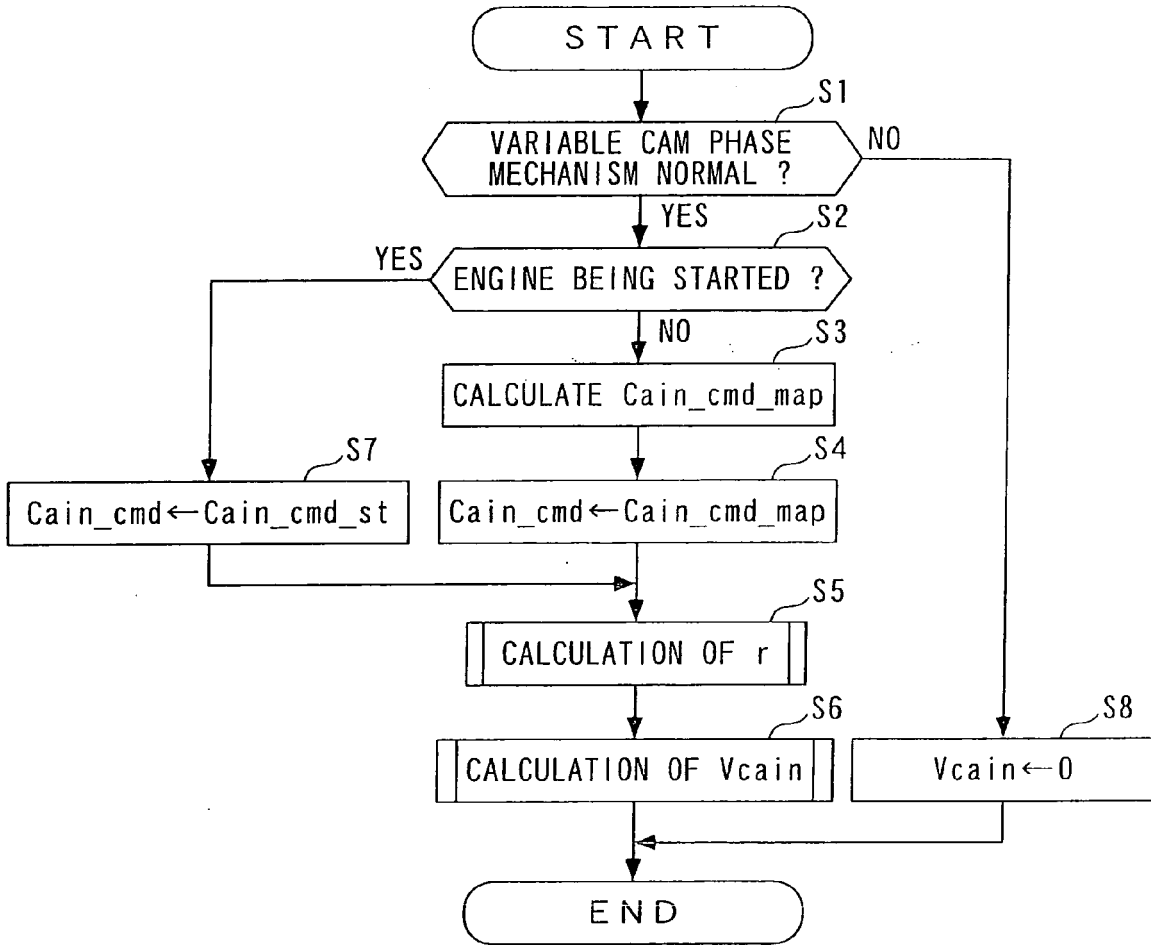 START
S1
VARIABLE CAM PHASE
MECHANISM NORMAL ?
NO
YES
S2
YES
ENGINE BEING STARTED ?
NO
S3
CALCULATE Cain_cmd_map
S7
S4
Cain_cmd←Cain_cmd_st
Cain_cmd←Cain_cmd_map
S5
CALCULATION OF r
S6
S8
CALCULATION OF Vcain
Vcain←0
END